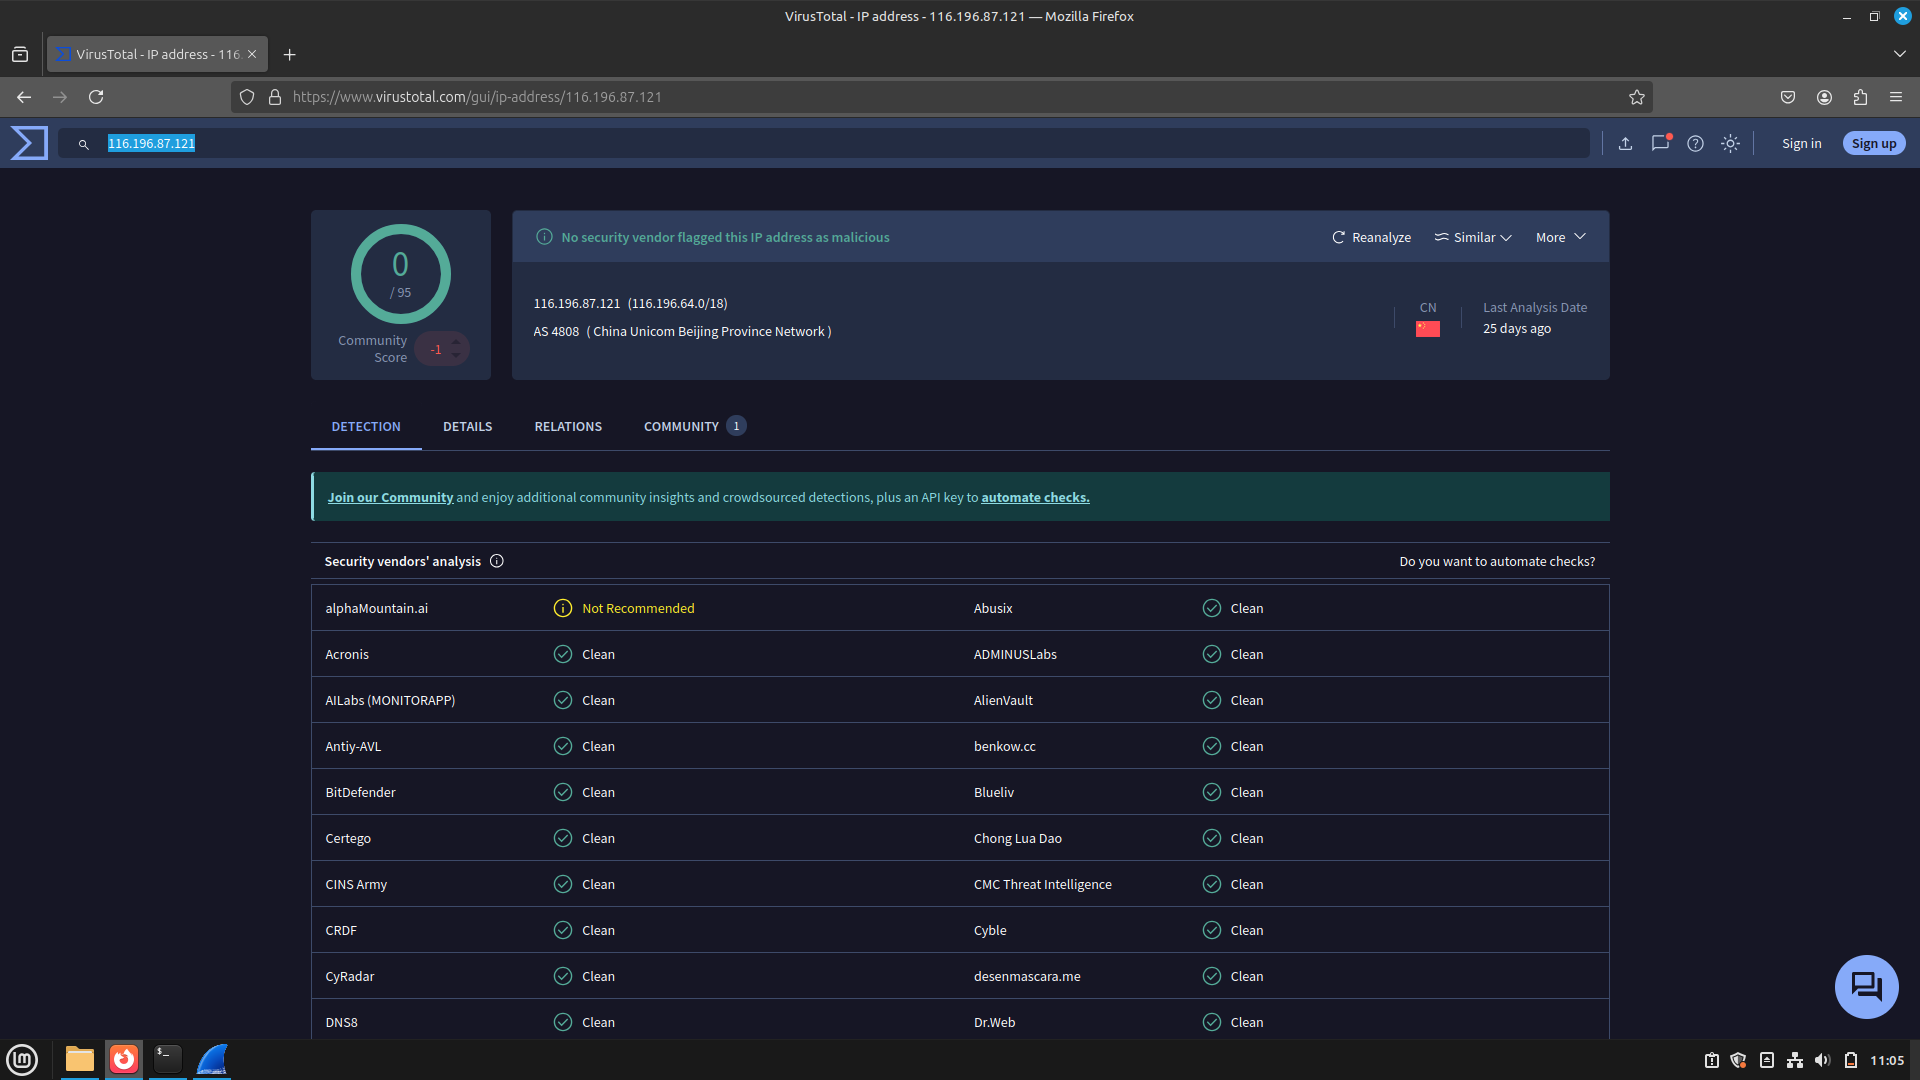 VirusTotal - IP address - 116.196.87.121 — Mozilla Firefox
VirusTotal - IP address - 116.
https://www.virustotal.com/gui/ip-address/116.196.87.121
116.196.87.121
Sign in
Sign up
0
/ 95
Community
Score
-1
No security vendor flagged this IP address as malicious
Reanalyze
Similar
More
116.196.87.121 (116.196.64.0/18)
AS 4808 ( China Unicom Beijing Province Network )
CN
Last Analysis Date
25 days ago
DETECTION
DETAILS
RELATIONS
COMMUNITY 1
Join our Community and enjoy additional community insights and crowdsourced detections, plus an API key to automate checks.
Security vendors' analysis
Do you want to automate checks?
alphaMountain.ai Not Recommended Abusix Clean
Acronis Clean ADMINUSLabs Clean
AILabs (MONITORAPP) Clean AlienVault Clean
Antiy-AVL Clean benkow.cc Clean
BitDefender Clean Blueliv Clean
Certego Clean Chong Lua Dao Clean
CINS Army Clean CMC Threat Intelligence Clean
CRDF Clean Cyble Clean
CyRadar Clean desenmascara.me Clean
DNS8 Clean Dr.Web Clean
11:05